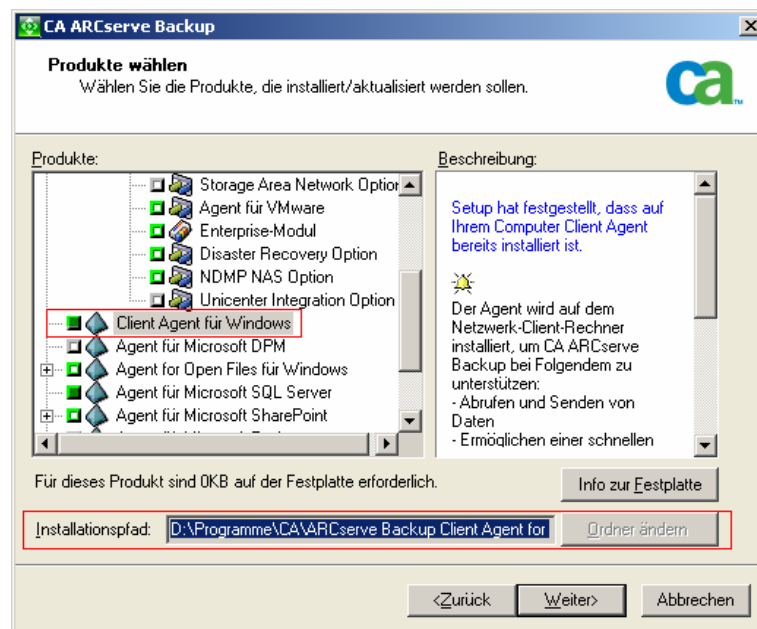 CA ARCserve Backup
Produkte wählen
Wählen Sie die Produkte, die installiert/aktualisiert werden sollen.
ca
TM
Produkte:
Storage Area Network Option
Agent für VMware
Enterprise-Modul
Disaster Recovery Option
NDMP NAS Option
Unicenter Integration Option
Client Agent für Windows
Agent für Microsoft DPM
Agent for Open Files für Windows
Agent für Microsoft SQL Server
Agent für Microsoft SharePoint
Beschreibung:
Setup hat festgestellt, dass auf
Ihrem Computer Client Agent
bereits installiert ist.
Der Agent wird auf dem
Netzwerk-Client-Rechner
installiert, um CA ARCserve
Backup bei Folgendem zu
unterstützen:
- Abrufen und Senden von
Daten
- Ermöglichen einer schnellen
Für dieses Produkt sind 0KB auf der Festplatte erforderlich.
Info zur Festplatte
Installationspfad:
D:\Programme\CA\ARCserve Backup Client Agent for
Ordner ändern
<Zurück
Weiter>
Abbrechen